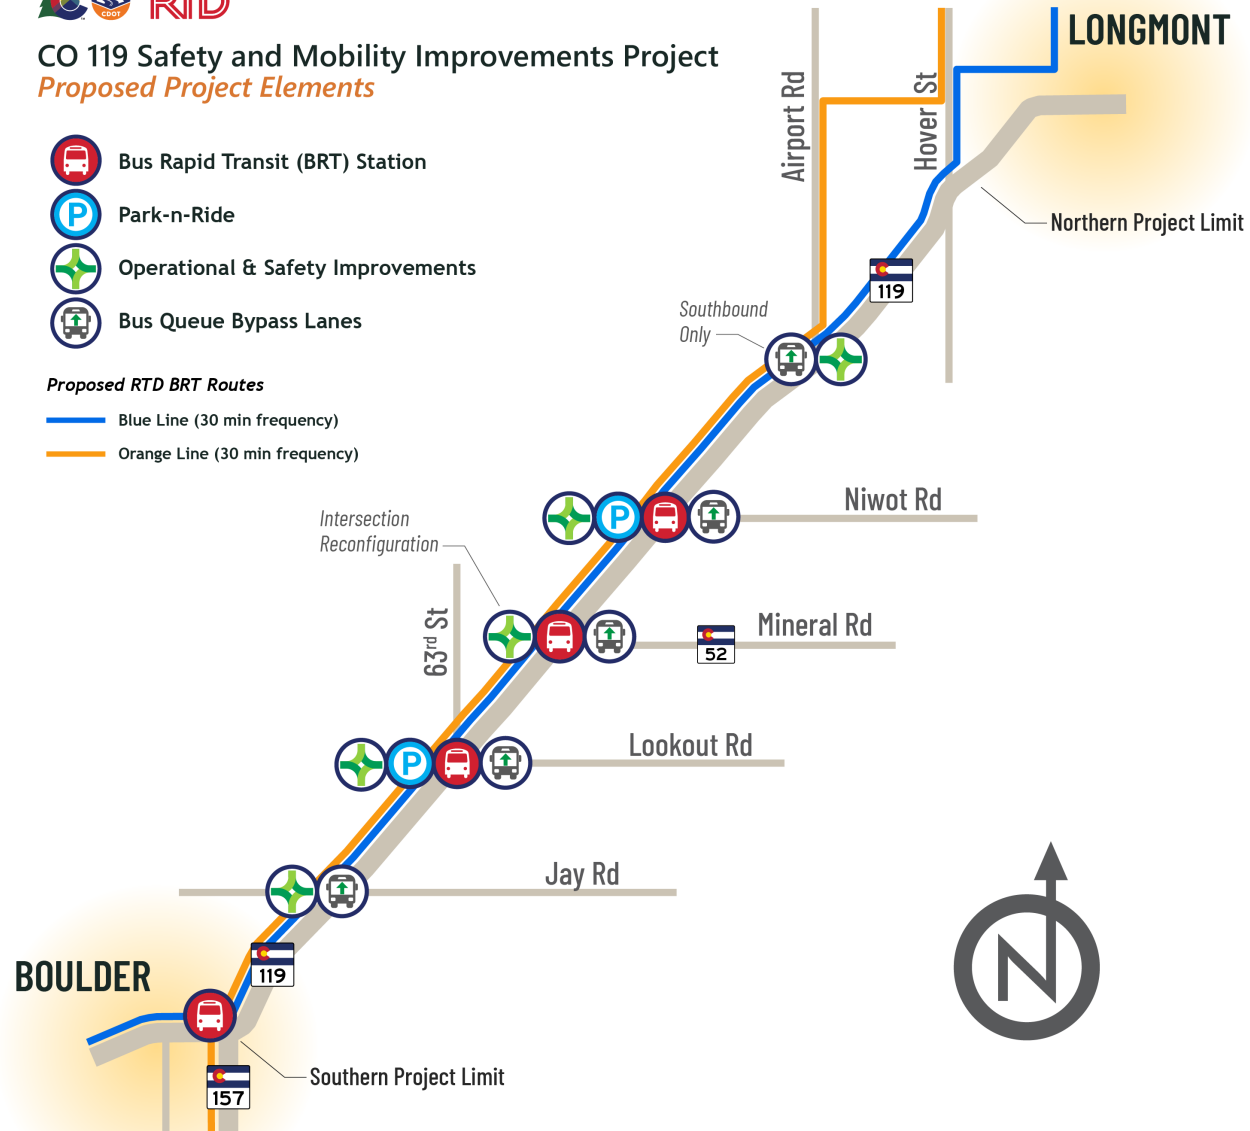 CDOT
RTD
CO 119 Safety and Mobility Improvements Project
Proposed Project Elements
Bus Rapid Transit (BRT) Station
P
Park-n-Ride
Operational & Safety Improvements
Bus Queue Bypass Lanes
Proposed RTD BRT Routes
Blue Line (30 min frequency)
Orange Line (30 min frequency)
LONGMONT
Airport Rd
Hover St
Northern Project Limit
119
Southbound
Only
Niwot Rd
P
Intersection
Reconfiguration
63rd St
Mineral Rd
52
Lookout Rd
P
Jay Rd
119
BOULDER
Southern Project Limit
157
N